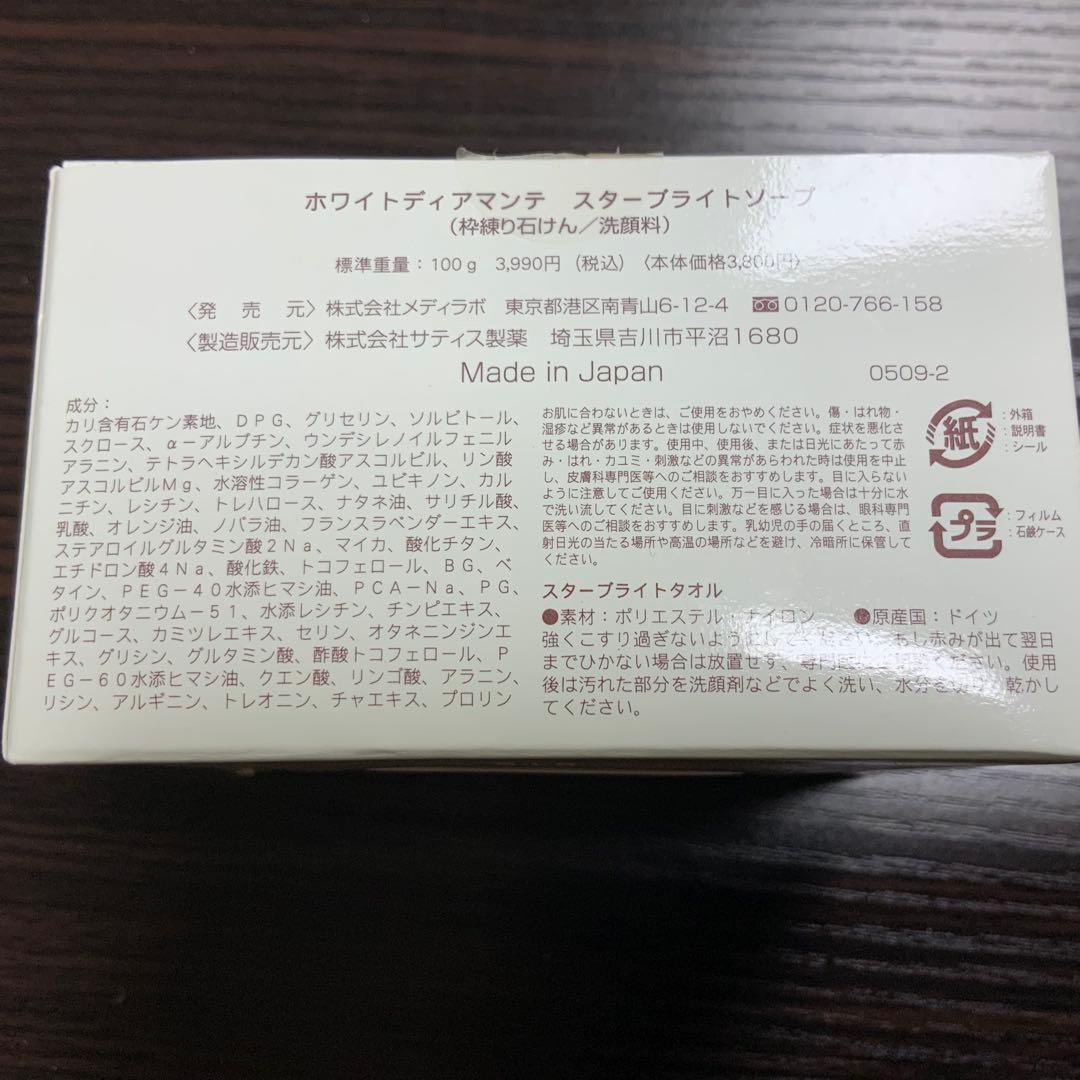 ホワイトディアマンテ　スターブライトソープ
(枠練り石けん／洗顔料)
標準重量：100g　3,990円（税込）〈本体価格3,800円〉
〈発　売　元〉株式会社メディラボ　東京都港区南青山6-12-4　0120-766-158
〈製造販売元〉株式会社サティス製薬　埼玉県吉川市平沼1680
Made in Japan　0509-2
成分：
カリ含有石ケン素地、ＤＰＧ、グリセリン、ソルビトール、
スクロース、α－アルブチン、ウンデシレノイルフェニル
アラニン、テトラヘキシルデカン酸アスコルビル、リン酸
アスコルビルＭｇ、水溶性コラーゲン、ユビキノン、カル
ニチン、レシチン、トレハロース、ナタネ油、サリチル酸、
乳酸、オレンジ油、ノバラ油、フランスラベンダーエキス、
ステアロイルグルタミン酸２Ｎａ、マイカ、酸化チタン、
エチドロン酸４Ｎａ、酸化鉄、トコフェロール、ＢＧ、ベ
タイン、ＰＥＧ－４０水添ヒマシ油、ＰＣＡ－Ｎａ、ＰＧ、
ポリクオタニウム－５１、水添レシチン、チンピエキス、
グルコース、カミツレエキス、セリン、オタネニンジンエ
キス、グリシン、グルタミン酸、酢酸トコフェロール、Ｐ
ＥＧ－６０水添ヒマシ油、クエン酸、リンゴ酸、アラニン、
リシン、アルギニン、トレオニン、チャエキス、プロリン
お肌に合わないときは、ご使用をおやめください。傷・はれ物・
湿疹など異常があるときは使用しないでください。症状を悪化さ
せる場合があります。使用中、使用後、または日光にあたって赤
み・はれ・カユミ・刺激などの異常があらわれた時は使用を中止
し、皮膚科専門医等へのご相談をおすすめします。目に入らない
ように注意してご使用ください。万一目に入った場合は十分に水
で洗い流してください。目に刺激などを感じる場合は、眼科専門
医等へのご相談をおすすめします。乳幼児の手の届くところ、直
射日光の当たる場所や高温の場所などを避け、冷暗所に保管して
ください。
紙
：外箱
：説明書
：シール
プラ
：フィルム
：石鹸ケース
スターブライトタオル
●素材：ポリエステル、ナイロン　●原産国：ドイツ
強くこすり過ぎないようにしてください。もし赤みが出て翌日
までひかない場合は放置せず、専門医にご相談ください。使用
後は汚れた部分を洗顔剤などでよく洗い、水分を切り、乾かし
てください。